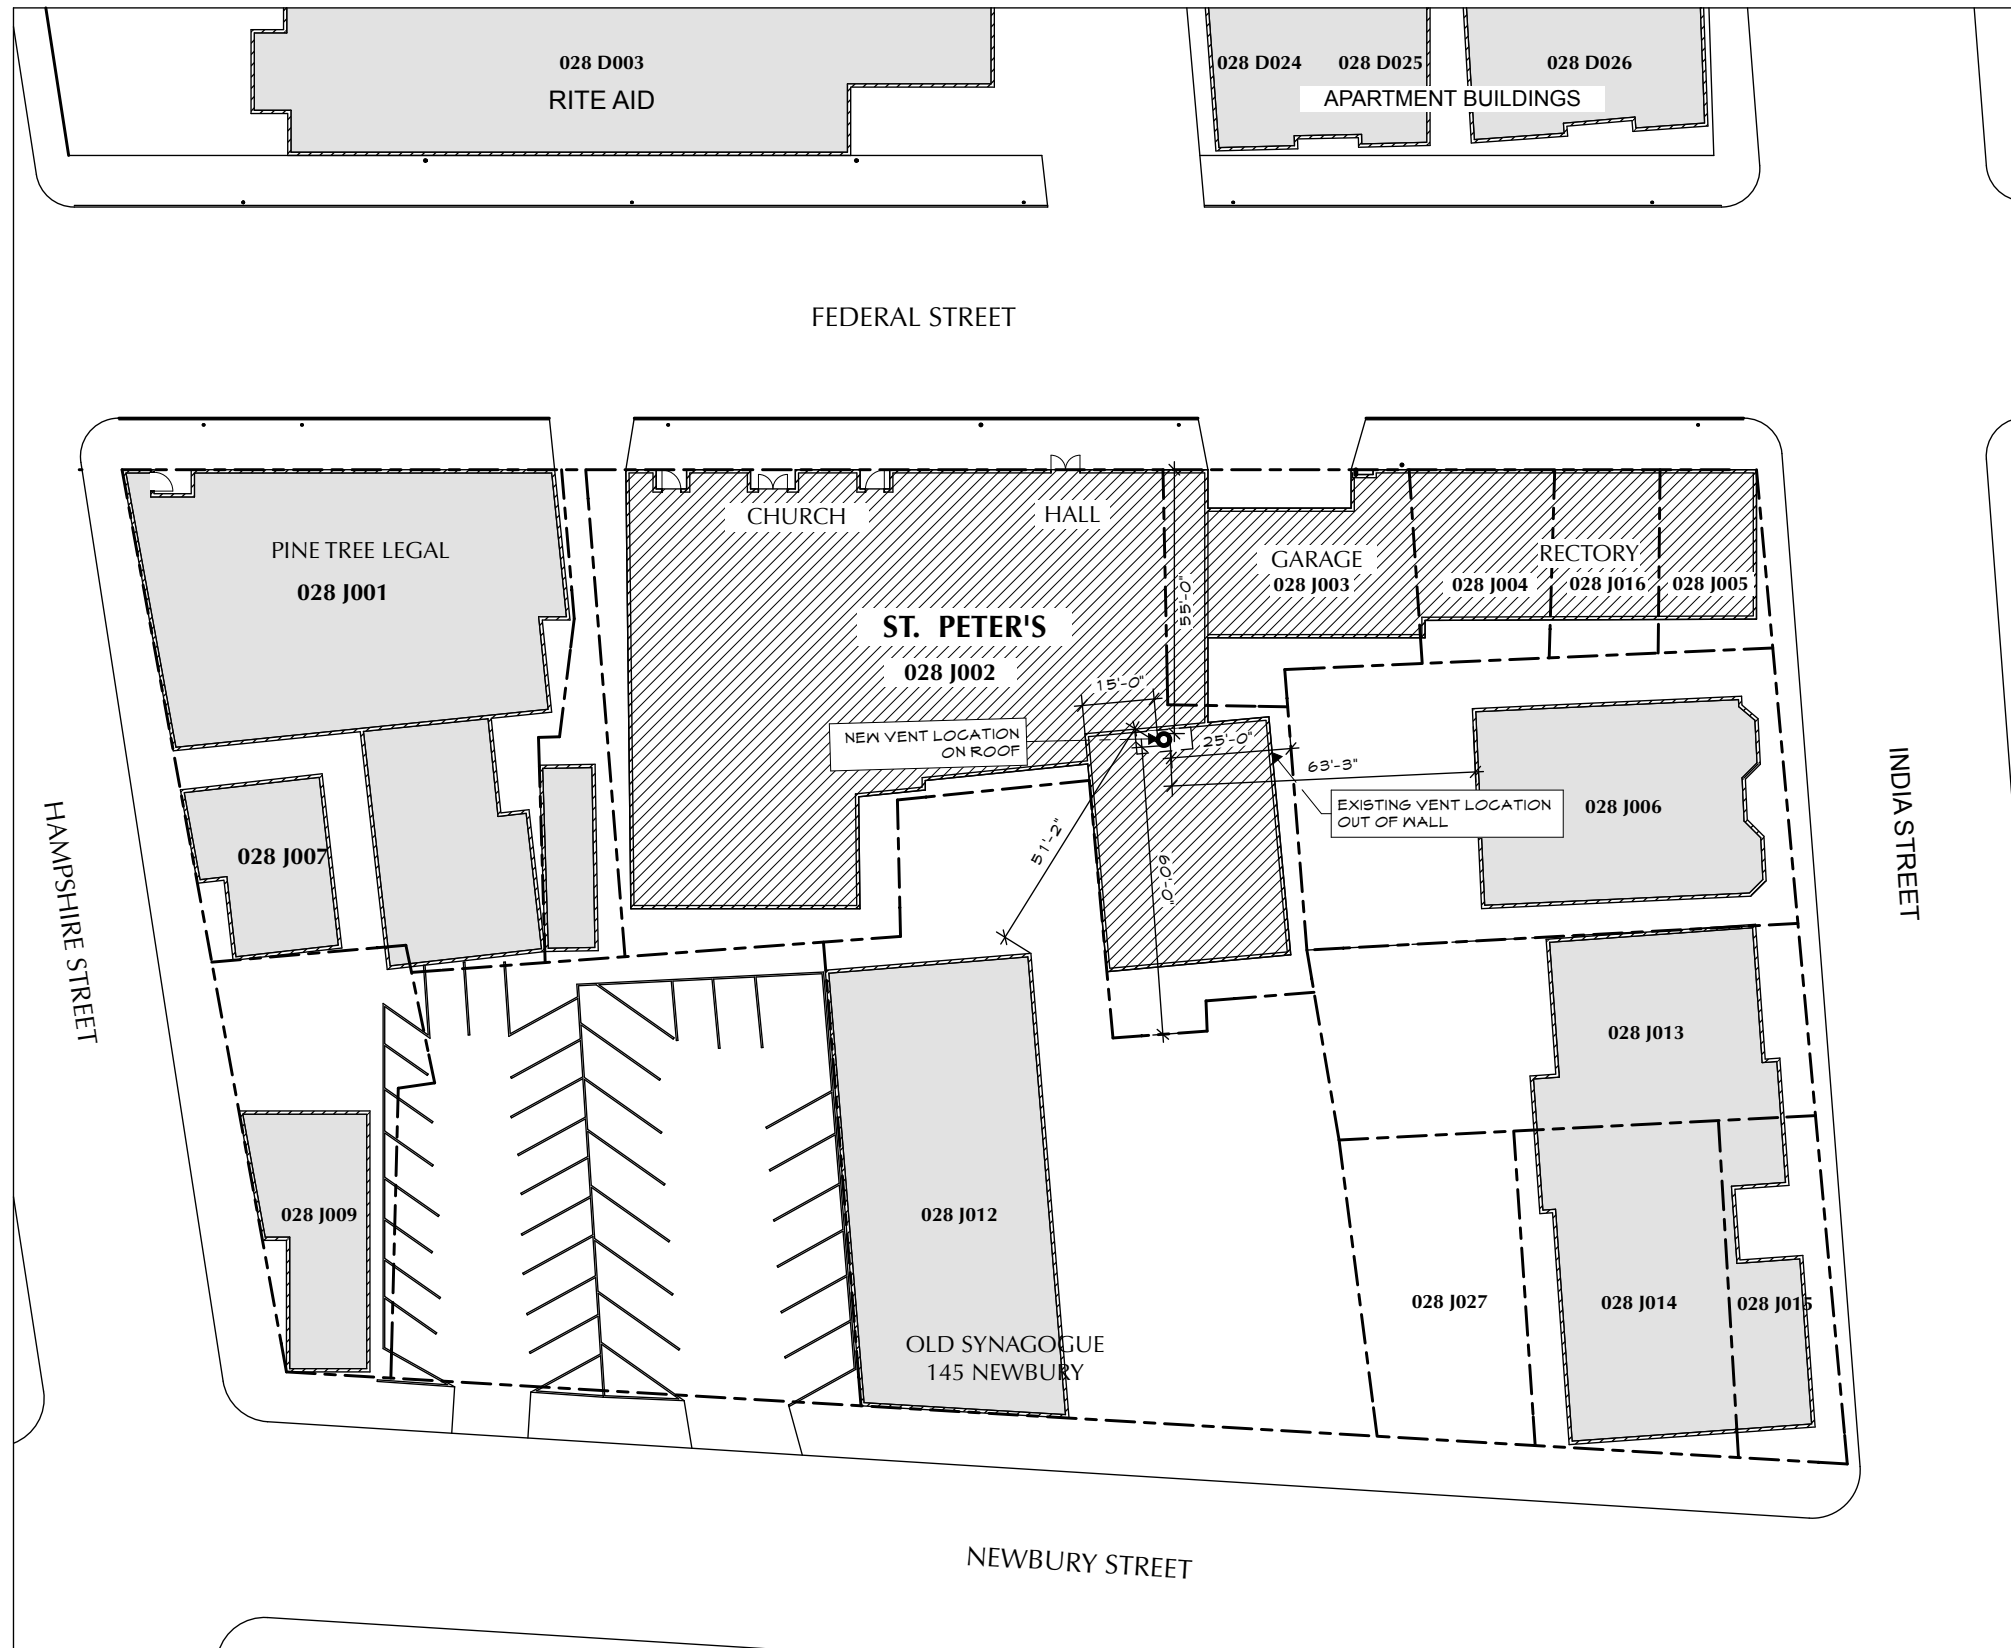 028 D003
RITE AID
028 D024
028 D025
028 D026
APARTMENT BUILDINGS
FEDERAL STREET
CHURCH
HALL
PINE TREE LEGAL
028 J001
GARAGE
028 J003
RECTORY
028 J004
028 J016
028 J005
55'-0"
ST. PETER'S
028 J002
15'-0"
NEW VENT LOCATION
ON ROOF
25'-0"
63'-3"
EXISTING VENT LOCATION
OUT OF WALL
028 J006
INDIA STREET
HAMPSHIRE STREET
028 J007
51'-2"
60'-0"
028 J013
028 J009
028 J012
028 J027
028 J014
028 J015
OLD SYNAGOGUE
145 NEWBURY
NEWBURY STREET